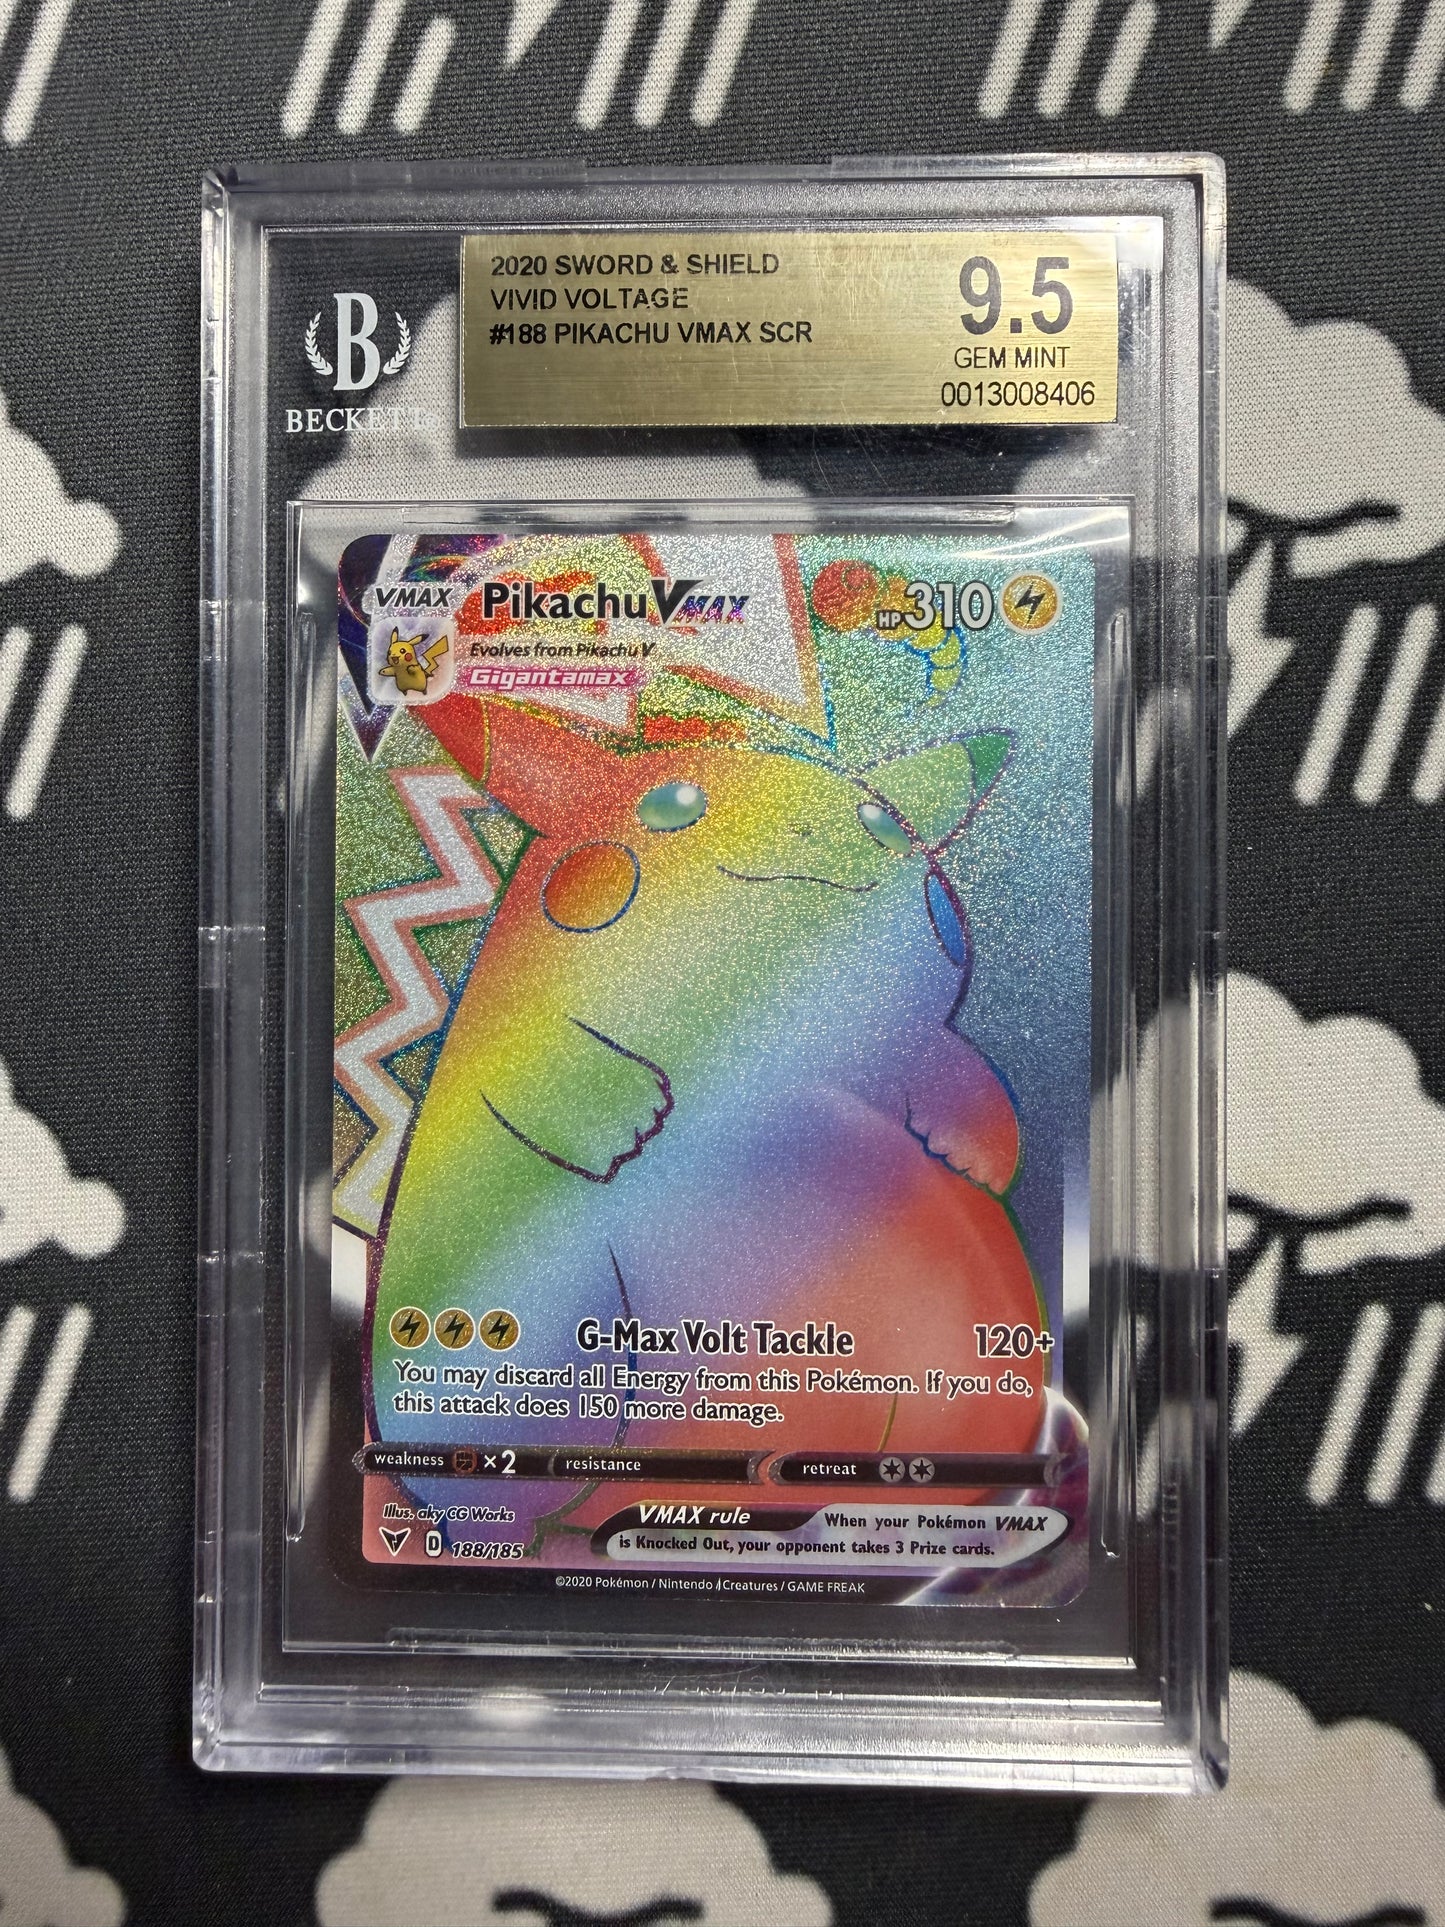 2020 SWORD & SHIELD
VIVID VOLTAGE
#188 PIKACHU VMAX SCR
9.5
GEM MINT
0013008406
B
BECKETT
VMAX Pikachu VMAX HP310
Evolves from Pikachu V
Gigantamax
G-Max Volt Tackle 120+
You may discard all Energy from this Pokémon. If you do,
this attack does 150 more damage.
weakness ×2 resistance retreat
Illus. aky CG Works
VMAX rule When your Pokémon VMAX
is Knocked Out, your opponent takes 3 Prize cards.
D 188/185
©2020 Pokémon / Nintendo / Creatures / GAME FREAK